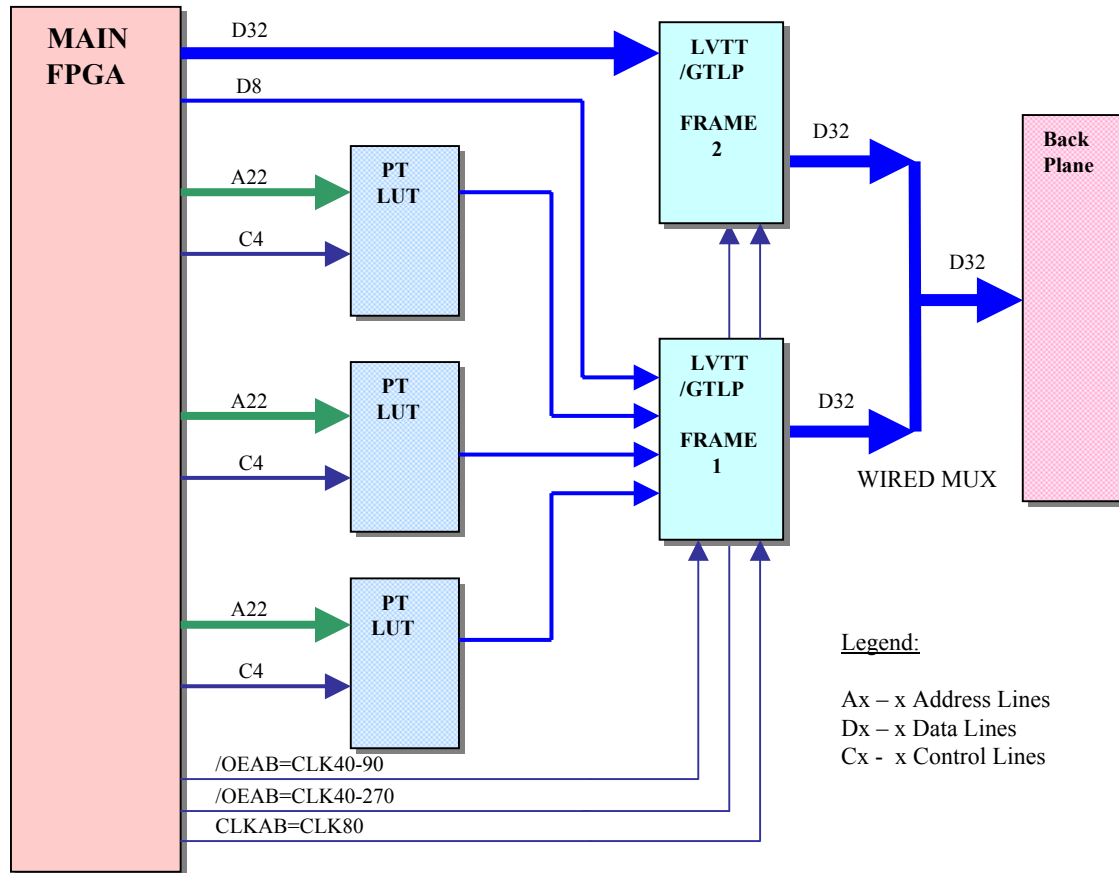 MAIN
FPGA
D32
D8
A22
C4
PT
LUT
A22
C4
PT
LUT
A22
C4
PT
LUT
/OEAB=CLK40-90
/OEAB=CLK40-270
CLKAB=CLK80
LVTT
/GTLP
FRAME
2
D32
LVTT
/GTLP
FRAME
1
D32
WIRED MUX
D32
Back
Plane
Legend:
Ax – x Address Lines
Dx – x Data Lines
Cx - x Control Lines